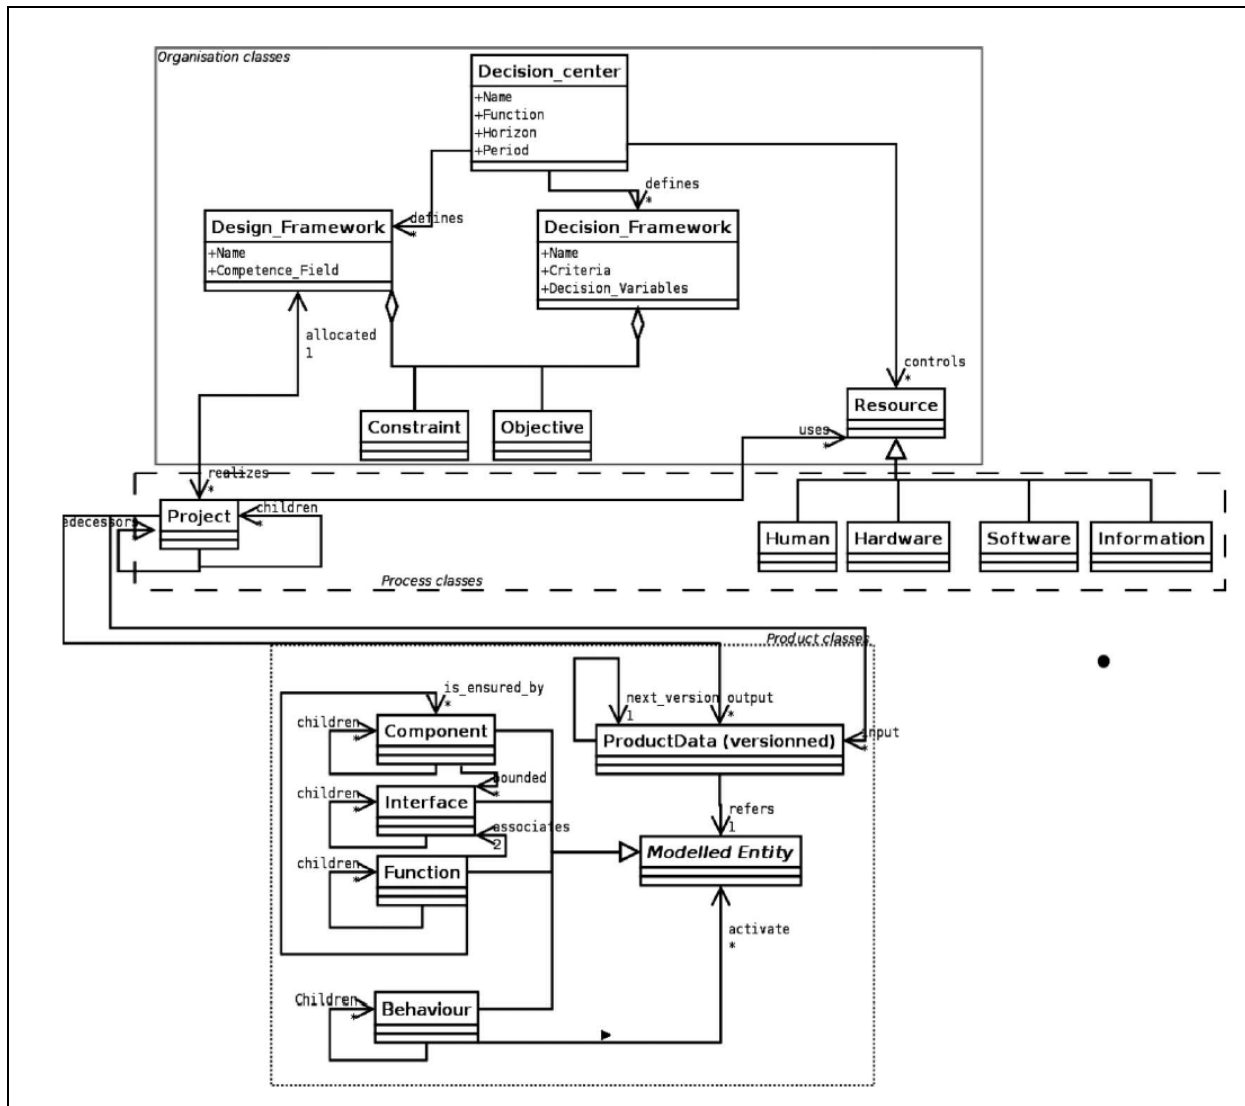 Organisation classes
Decision_center
+Name
+Function
+Horizon
+Period
defines
*
defines
*
Design_Framework
+Name
+Competence_Field
Decision_Framework
+Name
+Criteria
+Decision_Variables
allocated
1
controls
*
Resource
Constraint
Objective
uses
*
realizes
*
children
*
edecessors
Project
Human
Hardware
Software
Information
Process classes
Product classes
is_ensured_by
*
next_version
1
output
*
children
*
Component
ProductData (versionned)
input
*
bounded
*
children
*
Interface
associates
2
refers
1
children
*
Function
Modelled Entity
activate
*
Children
*
Behaviour